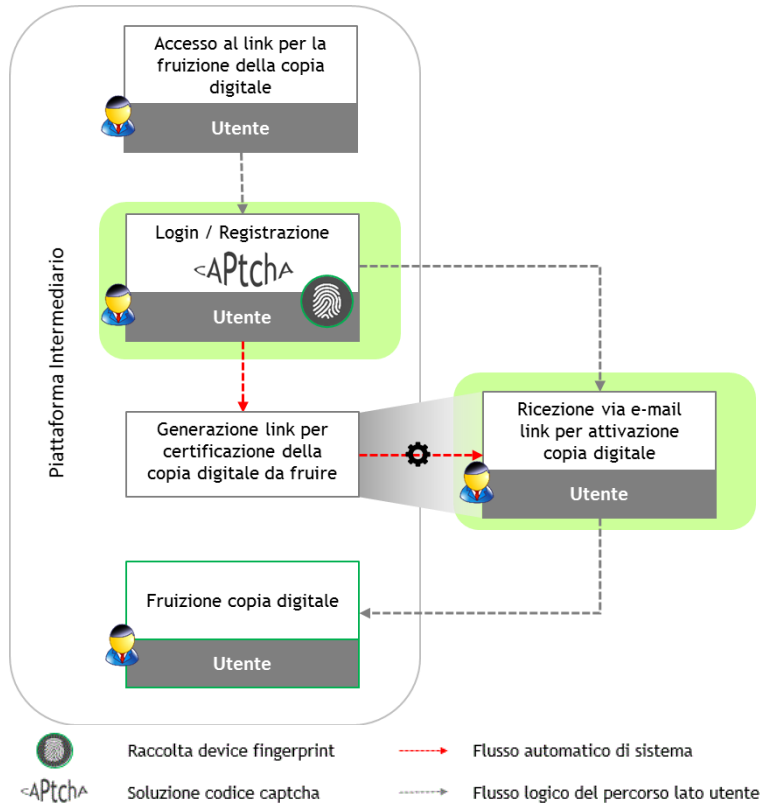 Accesso al link per la
fruizione della copia
digitale
Utente
Login / Registrazione
cAPtchA
Utente
Piattaforma Intermediario
Generazione link per
certificazione della
copia digitale da fruire
Ricezione via e-mail
link per attivazione
copia digitale
Utente
Fruizione copia digitale
Utente
Raccolta device fingerprint
Flusso automatico di sistema
cAPtchA
Soluzione codice captcha
Flusso logico del percorso lato utente